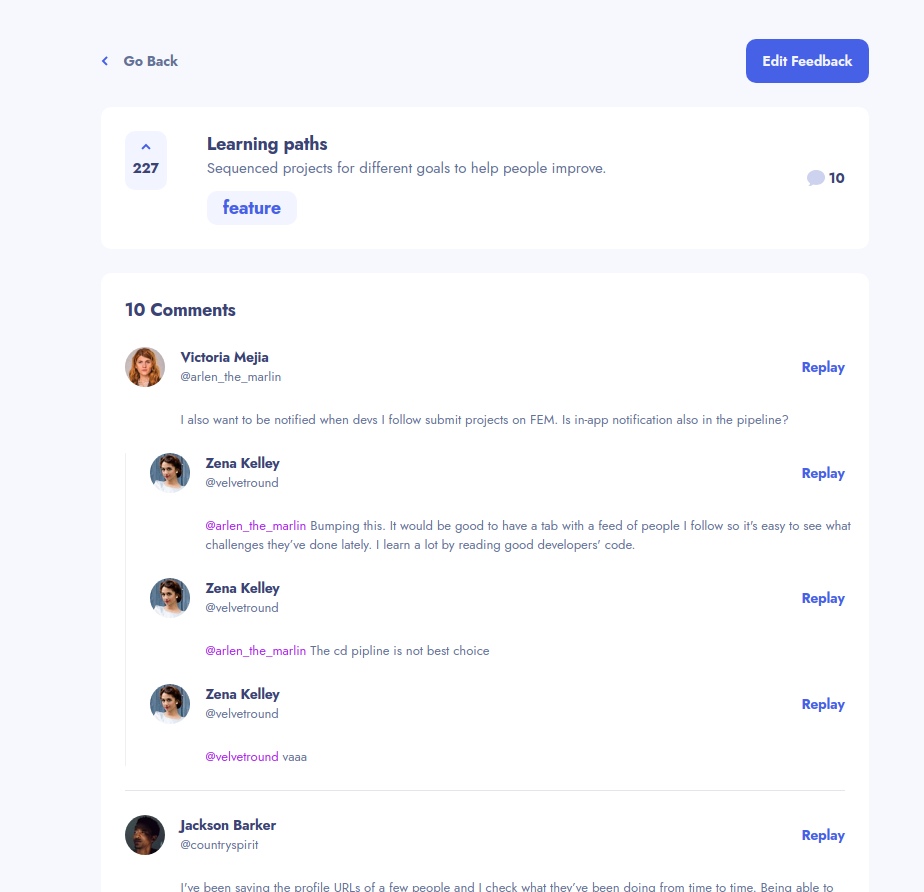 Go Back
Edit Feedback
227
Learning paths
Sequenced projects for different goals to help people improve.
feature
10
10 Comments
Victoria Mejia
@arlen_the_marlin
Replay
I also want to be notified when devs I follow submit projects on FEM. Is in-app notification also in the pipeline?
Zena Kelley
@velvetround
Replay
@arlen_the_marlin Bumping this. It would be good to have a tab with a feed of people I follow so it's easy to see what
challenges they've done lately. I learn a lot by reading good developers' code.
Zena Kelley
@velvetround
Replay
@arlen_the_marlin The cd pipline is not best choice
Zena Kelley
@velvetround
Replay
@velvetround vaaa
Jackson Barker
@countryspirit
Replay
I've been saving the profile URLs of a few people and I check what they've been doing from time to time. Being able to